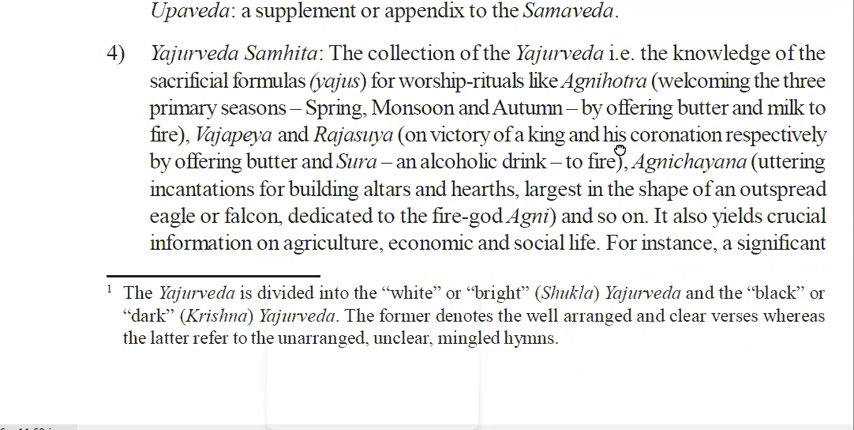 Upaveda: a supplement or appendix to the Samaveda.
4) Yajurveda Samhita: The collection of the Yajurveda i.e. the knowledge of the
sacrificial formulas (yajus) for worship-rituals like Agnihotra (welcoming the three
primary seasons – Spring, Monsoon and Autumn – by offering butter and milk to
fire), Vajapeya and Rajasuya (on victory of a king and his coronation respectively
by offering butter and Sura – an alcoholic drink – to fire), Agnichayana (uttering
incantations for building altars and hearths, largest in the shape of an outspread
eagle or falcon, dedicated to the fire-god Agni) and so on. It also yields crucial
information on agriculture, economic and social life. For instance, a significant
1 The Yajurveda is divided into the “white” or “bright” (Shukla) Yajurveda and the “black” or
“dark” (Krishna) Yajurveda. The former denotes the well arranged and clear verses whereas
the latter refer to the unarranged, unclear, mingled hymns.